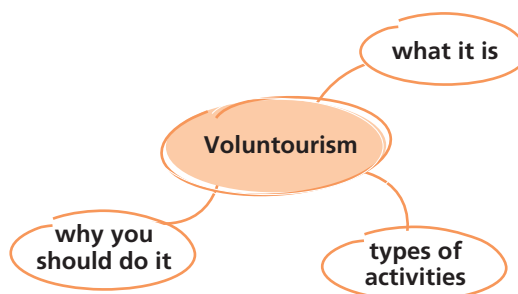 what it is
Voluntourism
why you
should do it
types of
activities